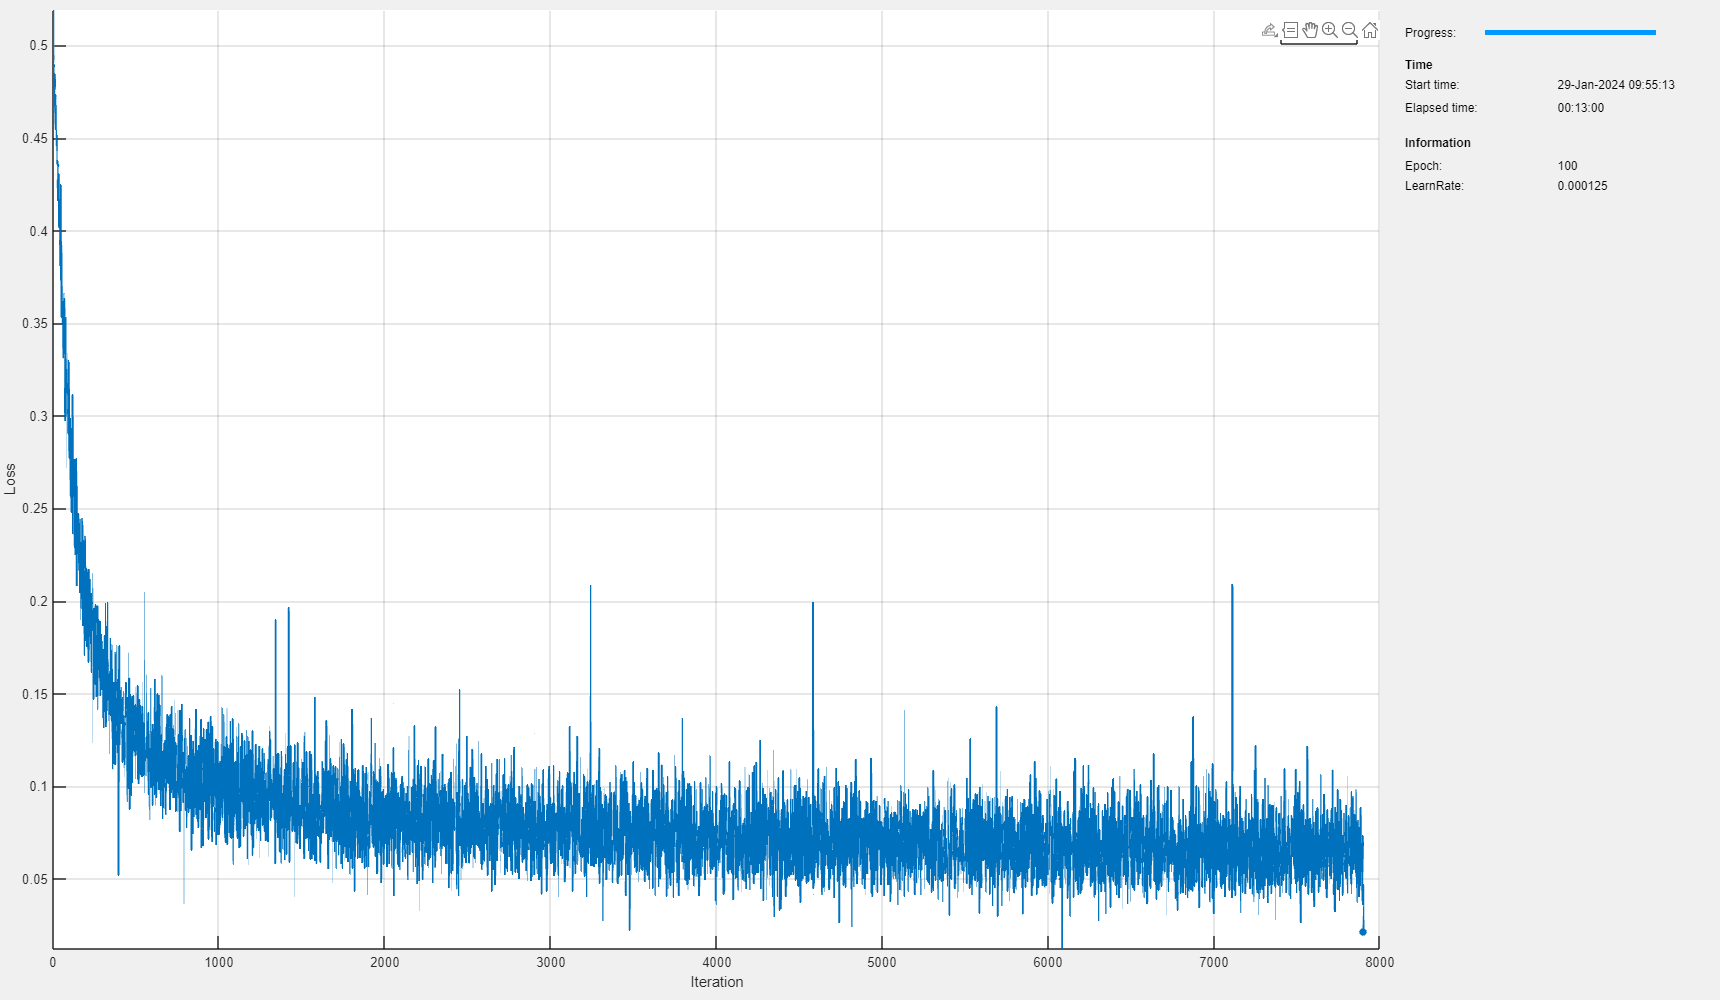 0.5
0.45
0.4
0.35
0.3
0.25
0.2
0.15
0.1
0.05
Loss
0 1000 2000 3000 4000 5000 6000 7000 8000
Iteration
Progress:
Time
Start time: 29-Jan-2024 09:55:13
Elapsed time: 00:13:00
Information
Epoch: 100
LearnRate: 0.000125